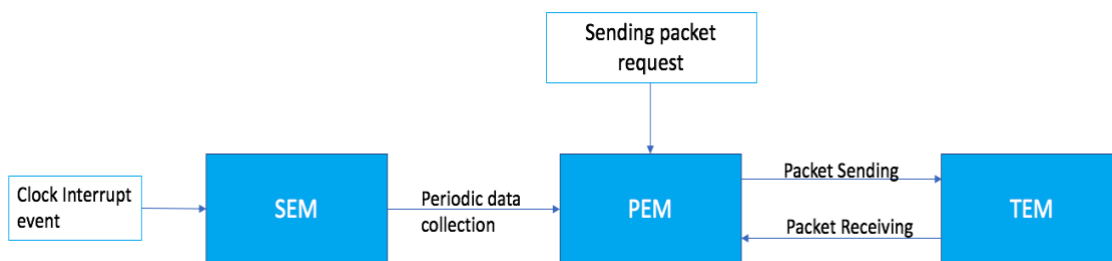 Sending packet
request
Clock Interrupt
event
SEM
Periodic data
collection
PEM
Packet Sending
Packet Receiving
TEM